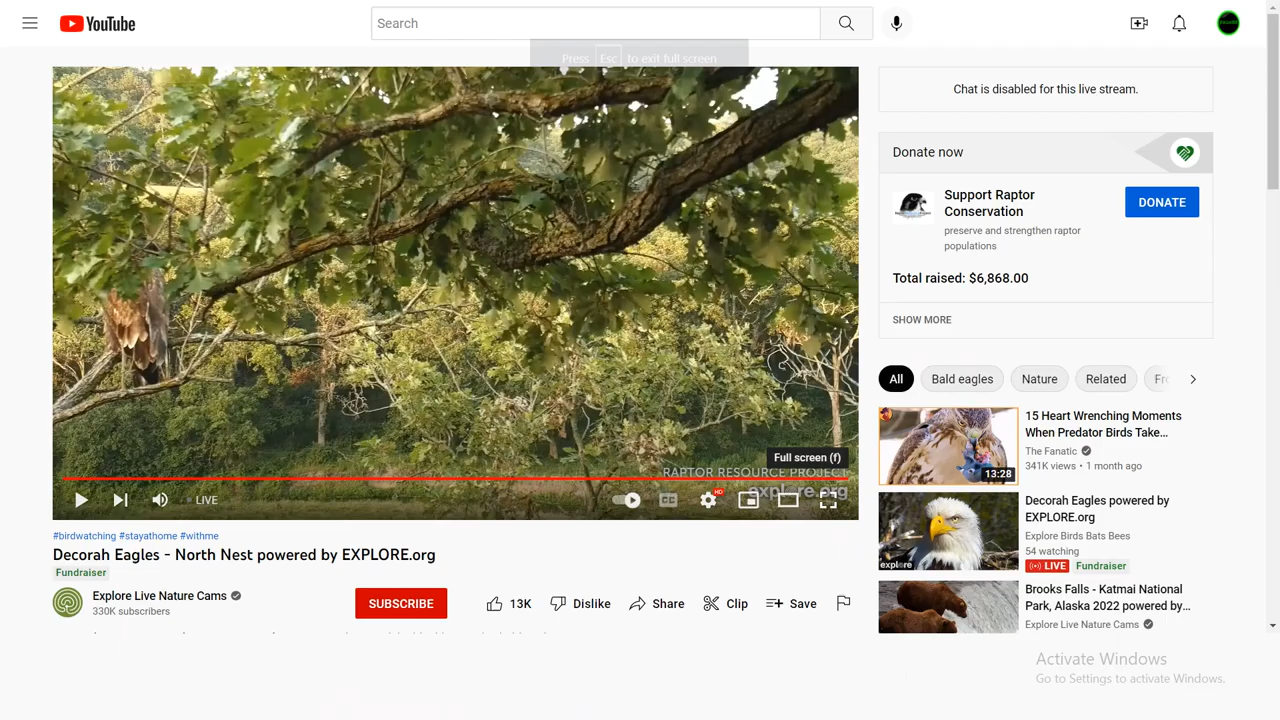 YouTube
Search
Press Esc to exit full screen
Chat is disabled for this live stream.
Donate now
Support Raptor
Conservation
preserve and strengthen raptor
populations
DONATE
Total raised: $6,868.00
SHOW MORE
All
Bald eagles
Nature
Related
Fro
15 Heart Wrenching Moments
When Predator Birds Take…
The Fanatic
341K views • 1 month ago
13:28
Decorah Eagles powered by
EXPLORE.org
Explore Birds Bats Bees
54 watching
LIVE
Fundraiser
explore
Brooks Falls - Katmai National
Park, Alaska 2022 powered by…
Explore Live Nature Cams
Full screen (f)
RAPTOR RESOURCE PROJECT
explore.org
LIVE
CC
HD
#birdwatching #stayathome #withme
Decorah Eagles - North Nest powered by EXPLORE.org
Fundraiser
Explore Live Nature Cams
330K subscribers
SUBSCRIBE
13K
Dislike
Share
Clip
Save
Activate Windows
Go to Settings to activate Windows.